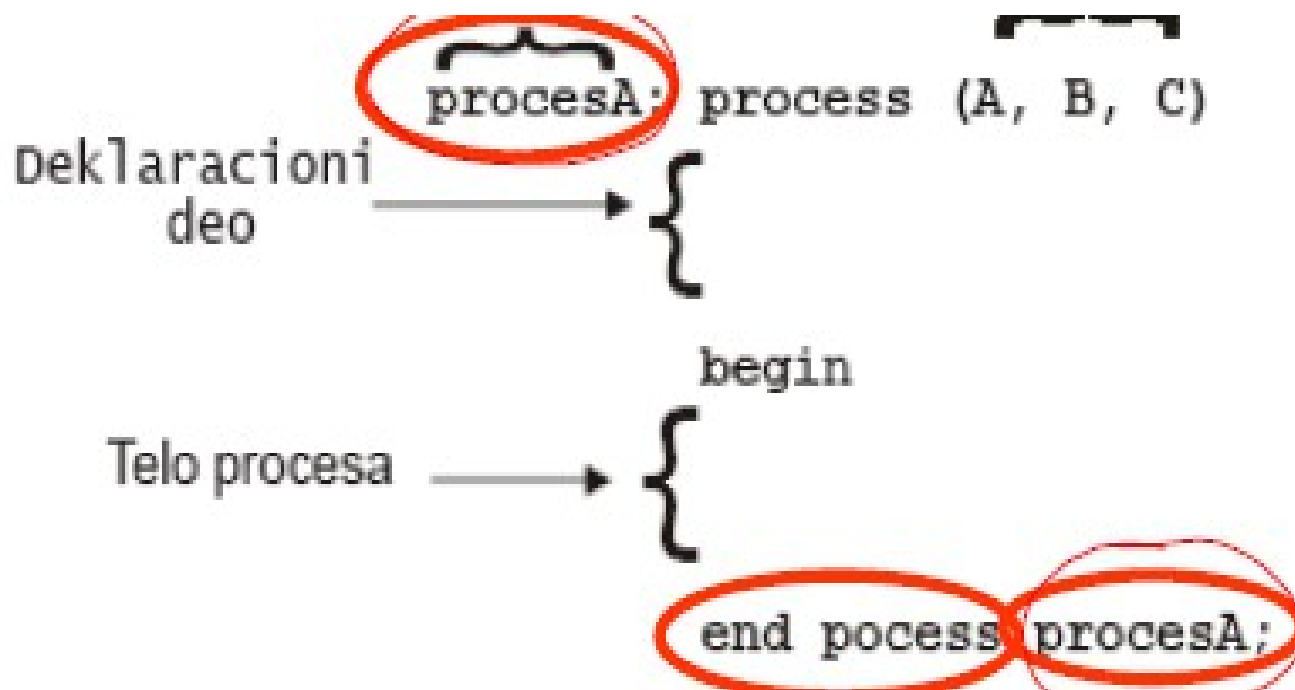 procesA: process (A, B, C)
Deklaracioni
deo
begin
Telo procesa
end pocess procesA;